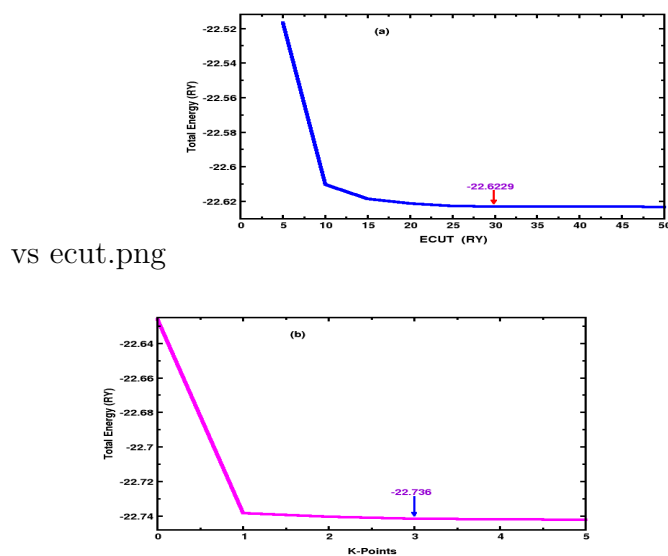 (a)
Total Energy (RY)
-22.52
-22.54
-22.56
-22.58
-22.6
-22.62
-22.6229
0 5 10 15 20 25 30 35 40 45 50
ECUT (RY)
vs ecut.png
(b)
Total Energy (RY)
-22.64
-22.66
-22.68
-22.7
-22.72
-22.74
-22.736
0 1 2 3 4 5
K-Points